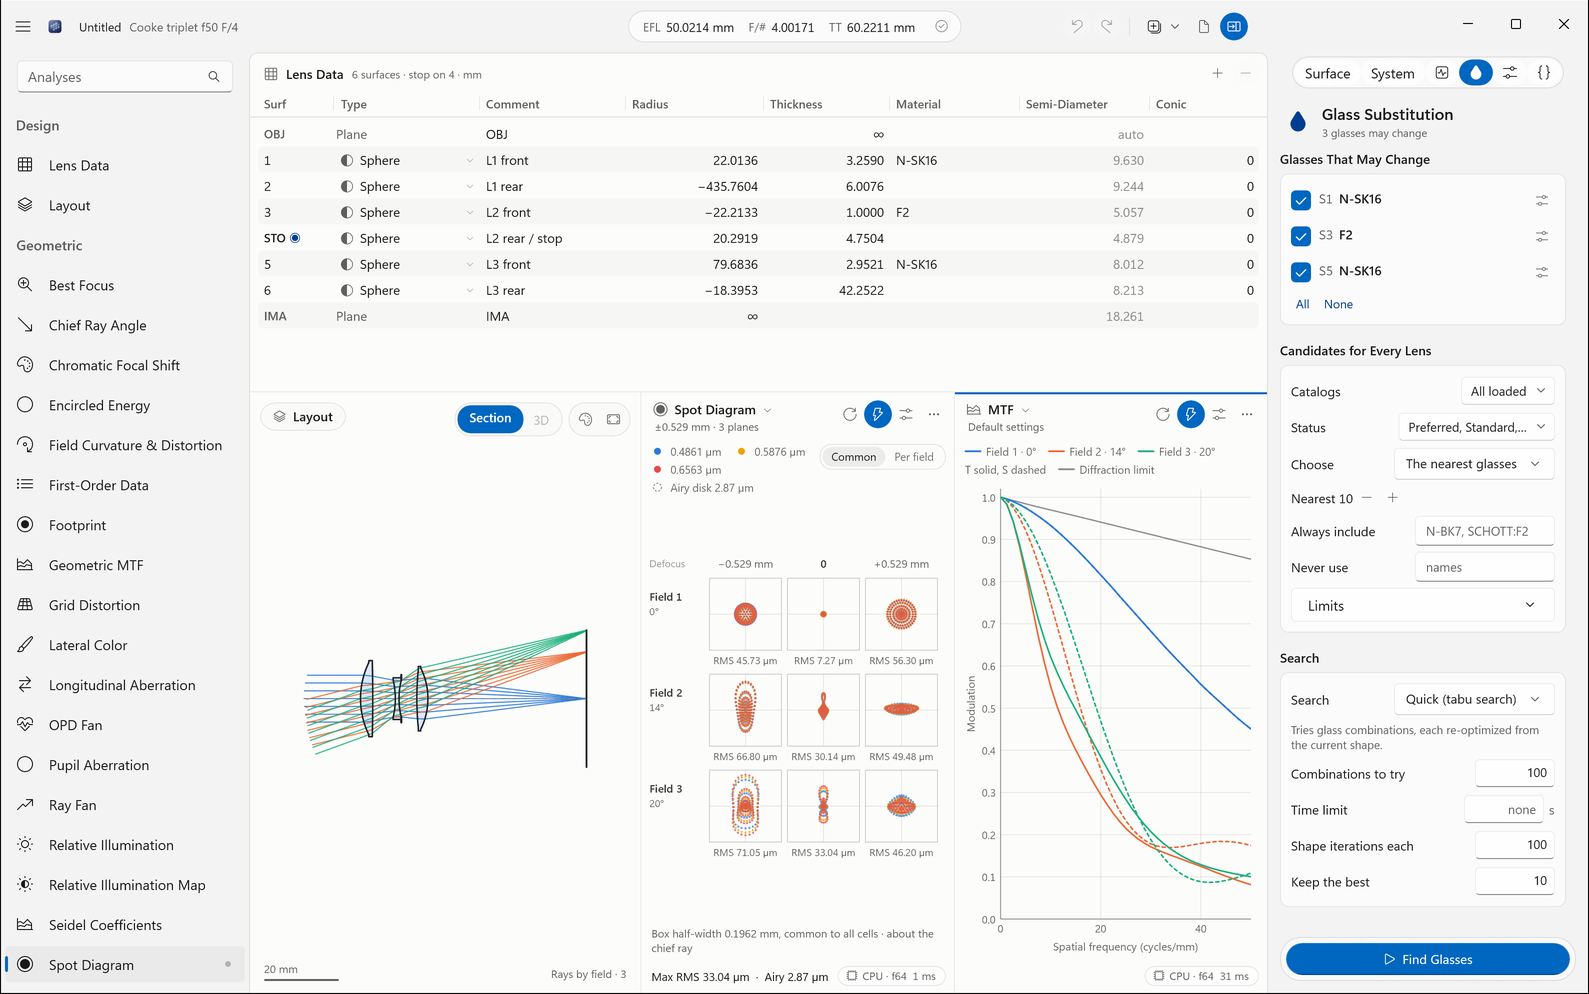 Untitled Cooke triplet f50 F/4
EFL 50.0214 mm F/# 4.00171 TT 60.2211 mm
Analyses
Design
Lens Data
Layout
Geometric
Best Focus
Chief Ray Angle
Chromatic Focal Shift
Encircled Energy
Field Curvature & Distortion
First-Order Data
Footprint
Geometric MTF
Grid Distortion
Lateral Color
Longitudinal Aberration
OPD Fan
Pupil Aberration
Ray Fan
Relative Illumination
Relative Illumination Map
Seidel Coefficients
Spot Diagram
Lens Data 6 surfaces · stop on 4 · mm
Surf Type Comment Radius Thickness Material Semi-Diameter Conic
OBJ Plane OBJ ∞ auto
1 Sphere L1 front 22.0136 3.2590 N-SK16 9.630 0
2 Sphere L1 rear −435.7604 6.0076 9.244 0
3 Sphere L2 front −22.2133 1.0000 F2 5.057 0
STO Sphere L2 rear / stop 20.2919 4.7504 4.879 0
5 Sphere L3 front 79.6836 2.9521 N-SK16 8.012 0
6 Sphere L3 rear −18.3953 42.2522 8.213 0
IMA Plane IMA ∞ 18.261
Layout
Section 3D
20 mm
Rays by field · 3
Spot Diagram
±0.529 mm · 3 planes
0.4861 µm 0.5876 µm
0.6563 µm
Airy disk 2.87 µm
Common Per field
Defocus −0.529 mm 0 +0.529 mm
Field 1
0°
RMS 45.73 µm RMS 7.27 µm RMS 56.30 µm
Field 2
14°
RMS 66.80 µm RMS 30.14 µm RMS 49.48 µm
Field 3
20°
RMS 71.05 µm RMS 33.04 µm RMS 46.20 µm
Box half-width 0.1962 mm, common to all cells · about the
chief ray
Max RMS 33.04 µm · Airy 2.87 µm CPU · f64 1 ms
MTF
Default settings
Field 1 · 0° Field 2 · 14° Field 3 · 20°
T solid, S dashed Diffraction limit
1.0
0.9
0.8
0.7
0.6
0.5
0.4
0.3
0.2
0.1
0.0
Modulation
0 20 40
Spatial frequency (cycles/mm)
CPU · f64 31 ms
Surface System {}
Glass Substitution
3 glasses may change
Glasses That May Change
S1 N-SK16
S3 F2
S5 N-SK16
All None
Candidates for Every Lens
Catalogs All loaded
Status Preferred, Standard,...
Choose The nearest glasses
Nearest 10 − +
Always include N-BK7, SCHOTT:F2
Never use names
Limits
Search
Search Quick (tabu search)
Tries glass combinations, each re-optimized from
the current shape.
Combinations to try 100
Time limit none s
Shape iterations each 100
Keep the best 10
Find Glasses